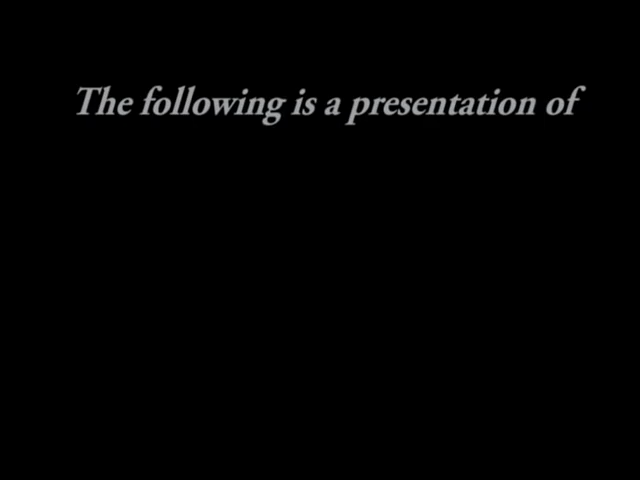 The following is a presentation of